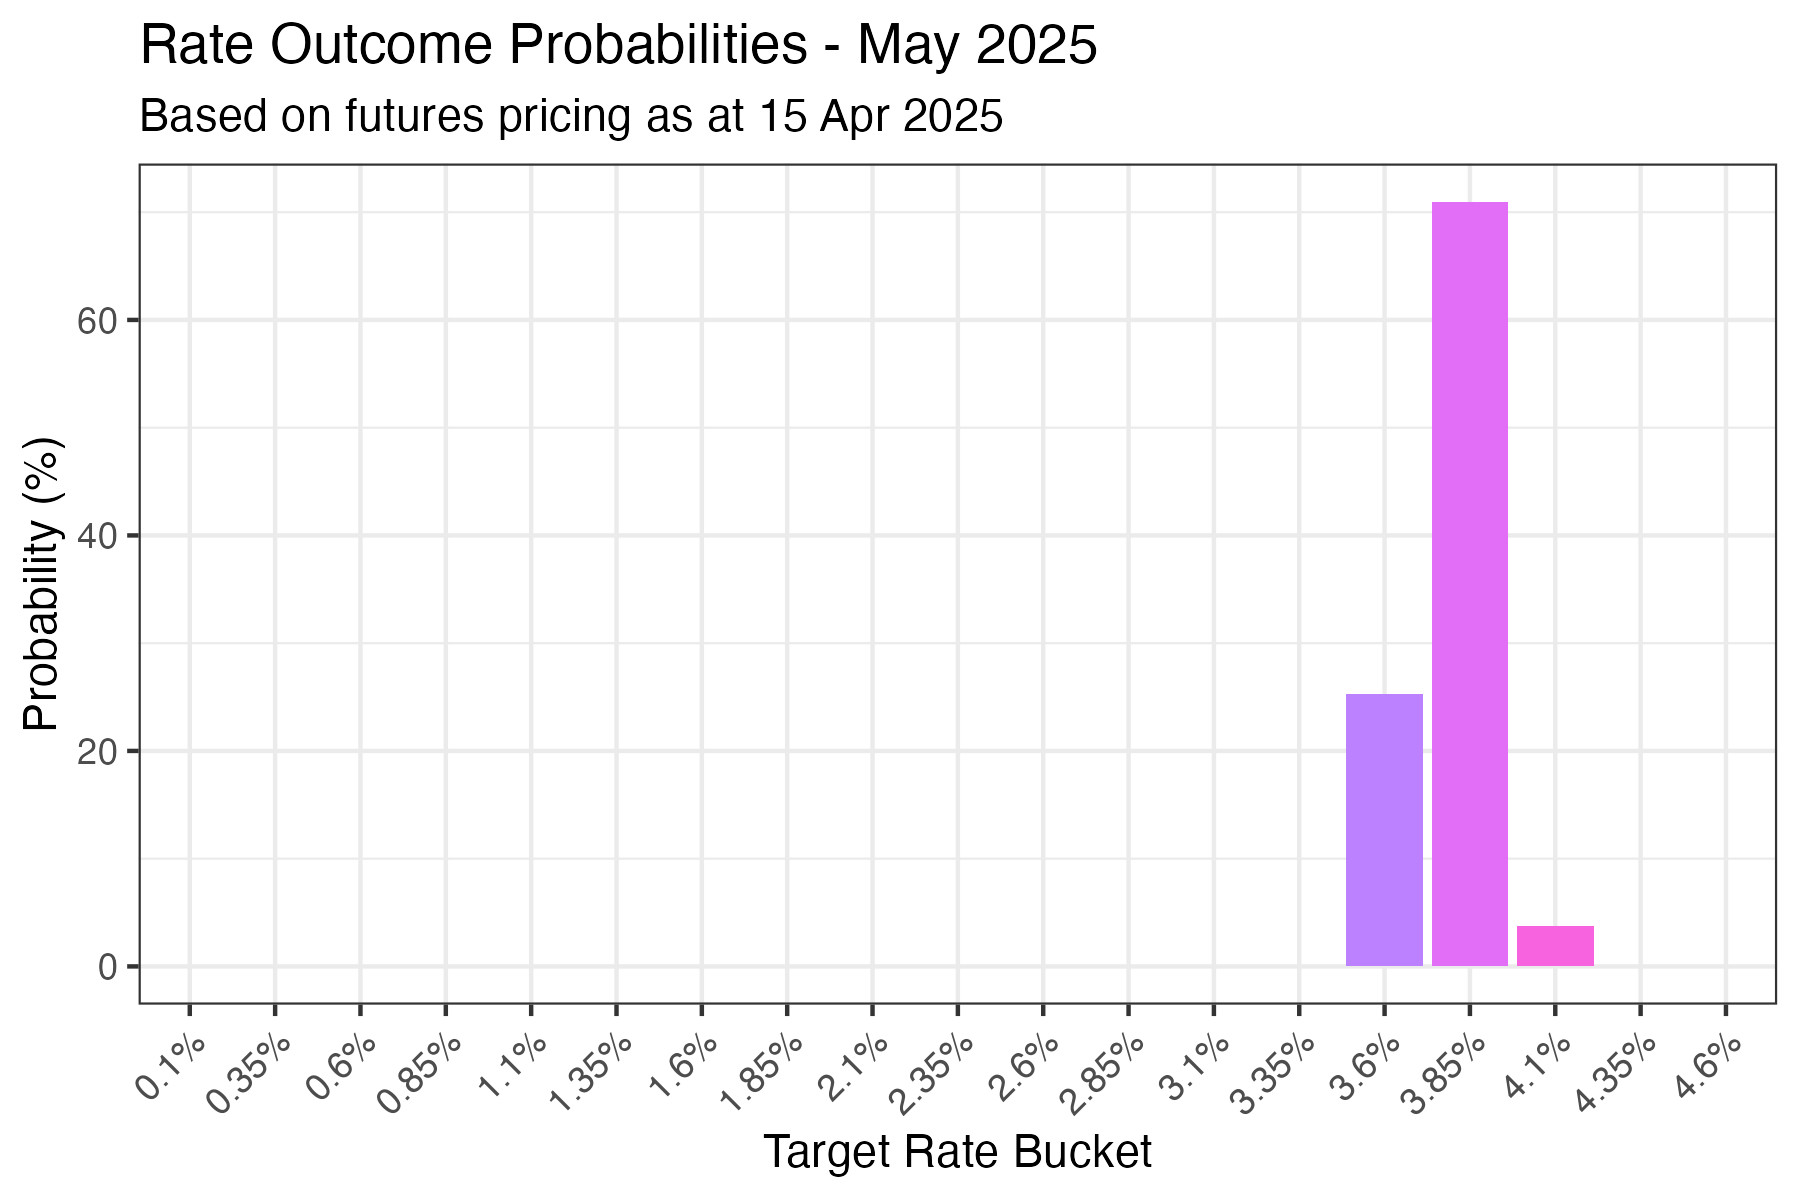 Rate Outcome Probabilities - May 2025
Based on futures pricing as at 15 Apr 2025
Probability (%)
60
40
20
0
0.1% 0.35% 0.6% 0.85% 1.1% 1.35% 1.6% 1.85% 2.1% 2.35% 2.6% 2.85% 3.1% 3.35% 3.6% 3.85% 4.1% 4.35% 4.6%
Target Rate Bucket